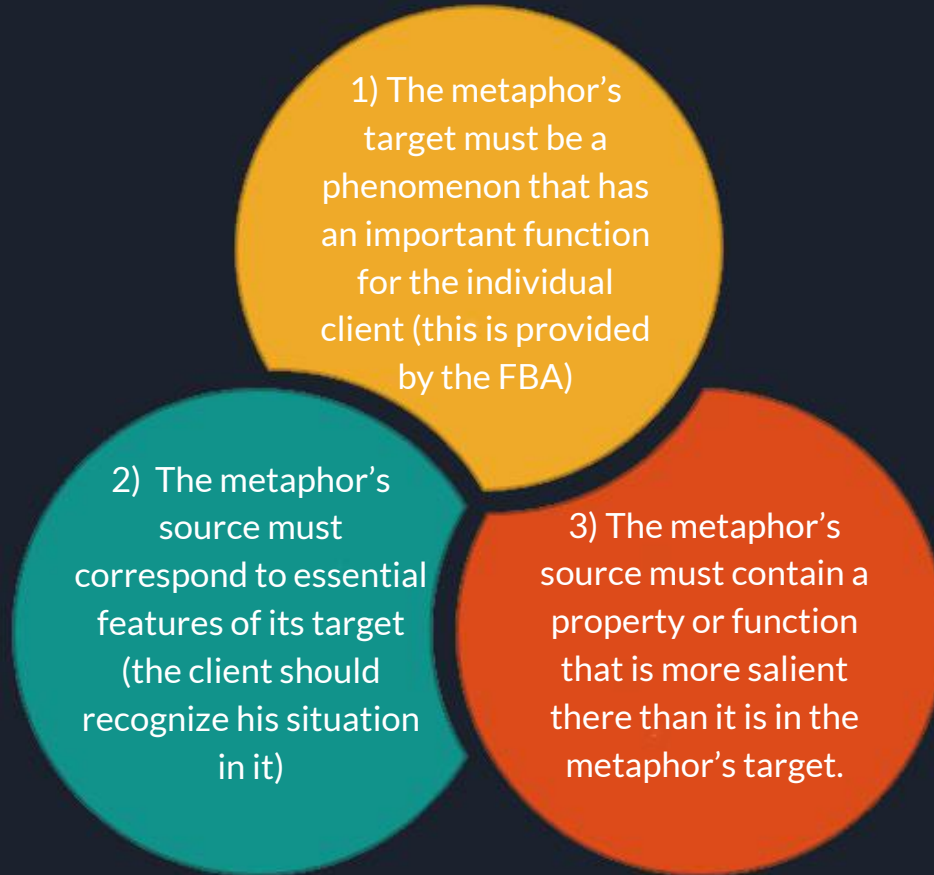 1) The metaphor’s
target must be a
phenomenon that has
an important function
for the individual
client (this is provided
by the FBA)
2)  The metaphor’s
source must
correspond to essential
features of its target
(the client should
recognize his situation
in it)
3) The metaphor’s
source must contain a
property or function
that is more salient
there than it is in the
metaphor’s target.